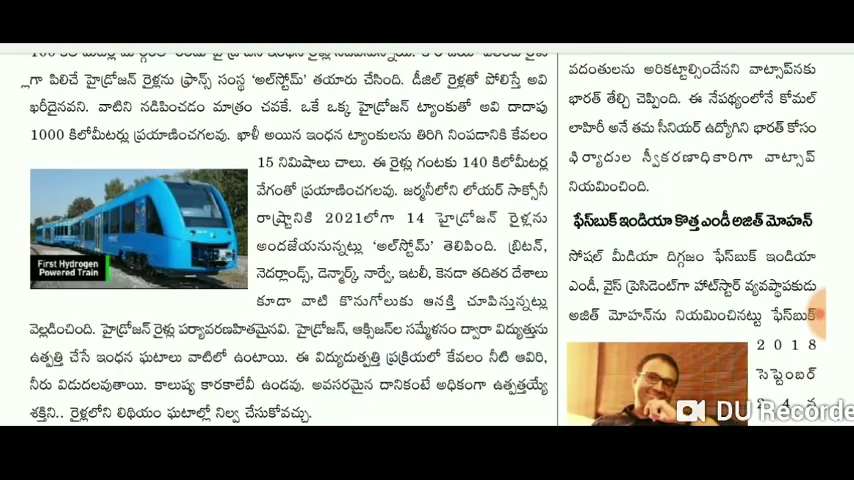 లగా పిలిచే హైడ్రోజన్ రైళ్లను ఫ్రాన్స్ సంస్థ 'అల్‌స్టోమ్' తయారు చేసింది. డీజిల్ రైళ్లతో పోలిస్తే అవి
ఖరీదైనవని. వాటిని నడిపించడం మాత్రం చవకే. ఒకే ఒక్క హైడ్రోజన్ ట్యాంకుతో అవి దాదాపు
1000 కిలోమీటర్లు ప్రయాణించగలవు. ఖాళీ అయిన ఇంధన ట్యాంకులను తిరిగి నింపడానికి కేవలం
15 నిమిషాలు చాలు. ఈ రైళ్లు గంటకు 140 కిలోమీటర్ల
వేగంతో ప్రయాణించగలవు. జర్మనీలోని లోయర్ సాక్సోనీ
రాష్ట్రానికి 2021లోగా 14 హైడ్రోజన్ రైళ్లను
అందజేయనున్నట్లు 'అల్‌స్టోమ్' తెలిపింది. బ్రిటన్,
నెదర్లాండ్స్, డెన్మార్క్, నార్వే, ఇటలీ, కెనడా తదితర దేశాలు
కూడా వాటి కొనుగోలుకు ఆసక్తి చూపిస్తున్నట్లు
వెల్లడించింది. హైడ్రోజన్ రైళ్లు పర్యావరణహితమైనవి. హైడ్రోజన్, ఆక్సిజన్‌ల సమ్మేళనం ద్వారా విద్యుత్తును
ఉత్పత్తి చేసే ఇంధన ఘటాలు వాటిలో ఉంటాయి. ఈ విద్యుదుత్పత్తి ప్రక్రియలో కేవలం నీటి ఆవిరి,
నీరు విడుదలవుతాయి. కాలుష్య కారకాలేవీ ఉండవు. అవసరమైన దానికంటే అధికంగా ఉత్పత్తయ్యే
శక్తిని.. రైళ్లలోని లిథియం ఘటాల్లో నిల్వ చేసుకోవచ్చు.
First Hydrogen
Powered Train
వదంతులను అరికట్టాల్సిందేనని వాట్సాప్‌నకు
భారత్ తేల్చి చెప్పింది. ఈ నేపథ్యంలోనే కోమల్
లాహిరీ అనే తమ సీనియర్ ఉద్యోగిని భారత్ కోసం
ఫిర్యాదుల స్వీకరణాధికారిగా వాట్సాప్
నియమించింది.
ఫేస్‌బుక్ ఇండియా కొత్త ఎండీ అజిత్ మోహన్
సోషల్ మీడియా దిగ్గజం ఫేస్‌బుక్ ఇండియా
ఎండీ, వైస్ ప్రెసిడెంట్‌గా హాట్‌స్టార్ వ్యవస్థాపకుడు
అజిత్ మోహన్‌ను నియమించినట్టు ఫేస్‌బుక్
2018
సెప్టెంబర్
24న
DU Recorde